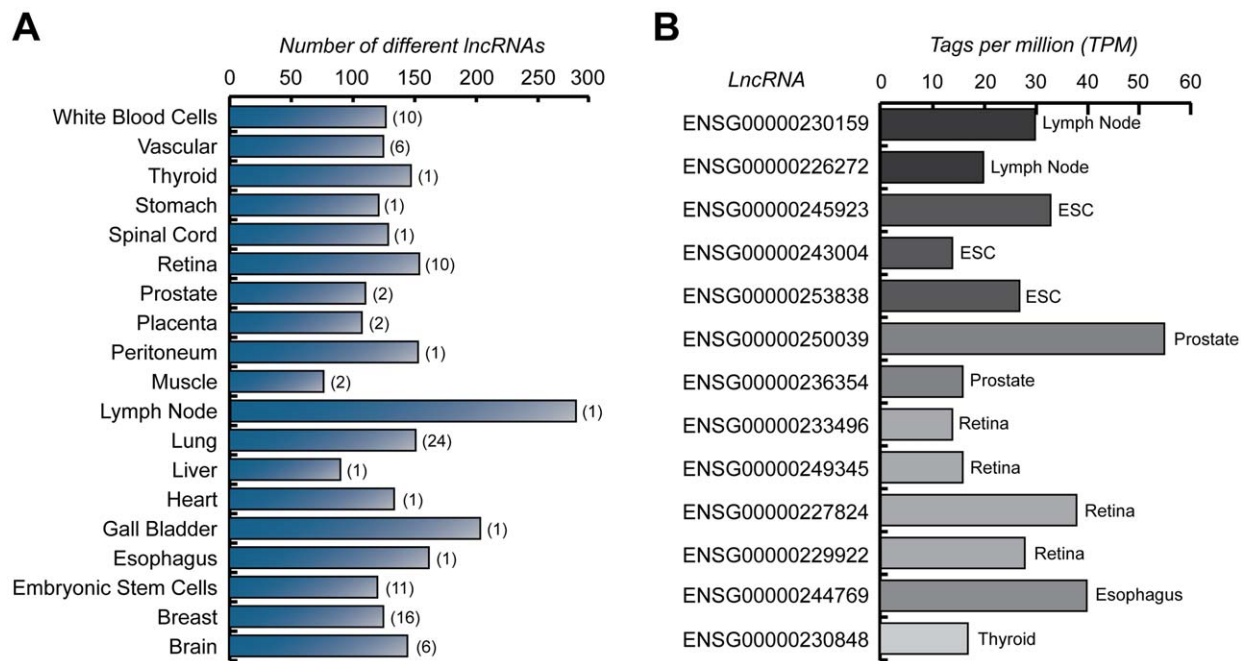 A
Number of different lncRNAs
0 50 100 150 200 250 300
White Blood Cells (10)
Vascular (6)
Thyroid (1)
Stomach (1)
Spinal Cord (1)
Retina (10)
Prostate (2)
Placenta (2)
Peritoneum (1)
Muscle (2)
Lymph Node (1)
Lung (24)
Liver (1)
Heart (1)
Gall Bladder (1)
Esophagus (1)
Embryonic Stem Cells (11)
Breast (16)
Brain (6)
B
Tags per million (TPM)
LncRNA
0 10 20 30 40 50 60
ENSG00000230159 Lymph Node
ENSG00000226272 Lymph Node
ENSG00000245923 ESC
ENSG00000243004 ESC
ENSG00000253838 ESC
ENSG00000250039 Prostate
ENSG00000236354 Prostate
ENSG00000233496 Retina
ENSG00000249345 Retina
ENSG00000227824 Retina
ENSG00000229922 Retina
ENSG00000244769 Esophagus
ENSG00000230848 Thyroid